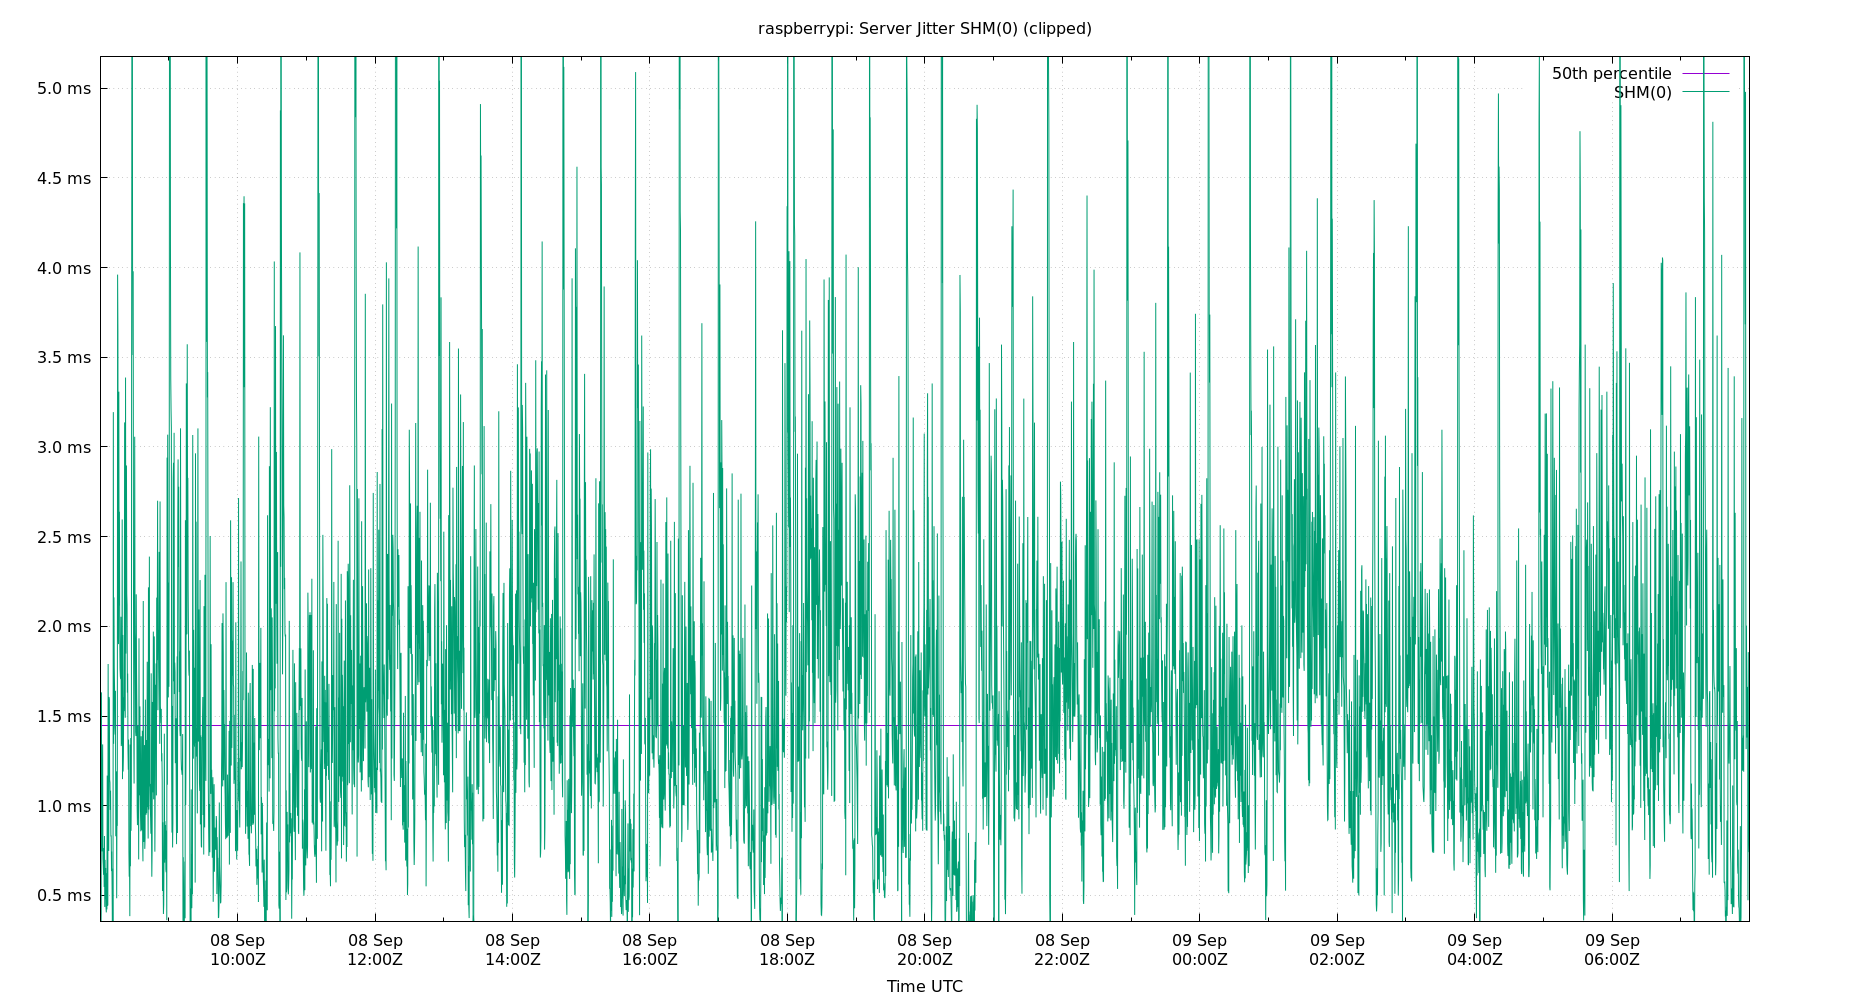 raspberrypi: Server Jitter SHM(0) (clipped)
50th percentile
SHM(0)
5.0 ms
4.5 ms
4.0 ms
3.5 ms
3.0 ms
2.5 ms
2.0 ms
1.5 ms
1.0 ms
0.5 ms
08 Sep 08 Sep 08 Sep 08 Sep 08 Sep 08 Sep 08 Sep 09 Sep 09 Sep 09 Sep 09 Sep
10:00Z 12:00Z 14:00Z 16:00Z 18:00Z 20:00Z 22:00Z 00:00Z 02:00Z 04:00Z 06:00Z
Time UTC